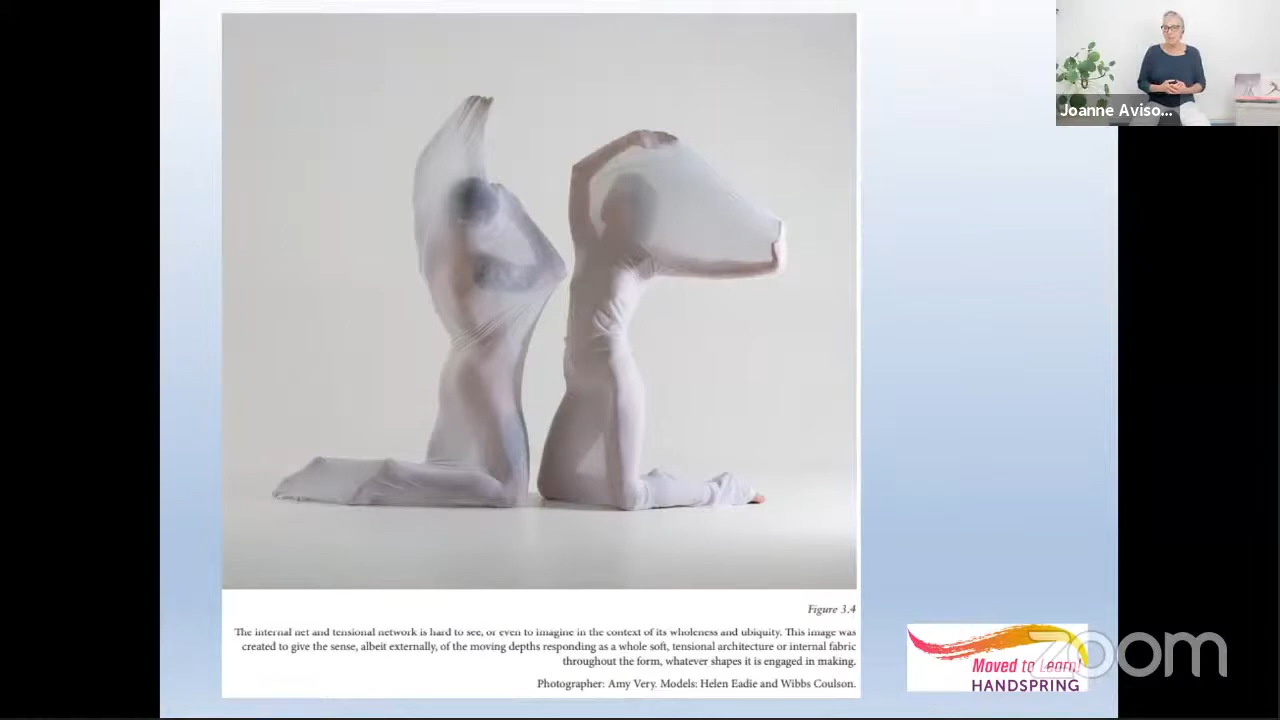 Joanne Aviso...
Figure 3.4
The internal net and tensional network is hard to see, or even to imagine in the context of its wholeness and ubiquity. This image was
created to give the sense, albeit externally, of the moving depths responding as a whole soft, tensional architecture or internal fabric
throughout the form, whatever shapes it is engaged in making.
Photographer: Amy Very. Models: Helen Eadie and Wibbs Coulson.
Moved to Learn!
HANDSPRING
zoom